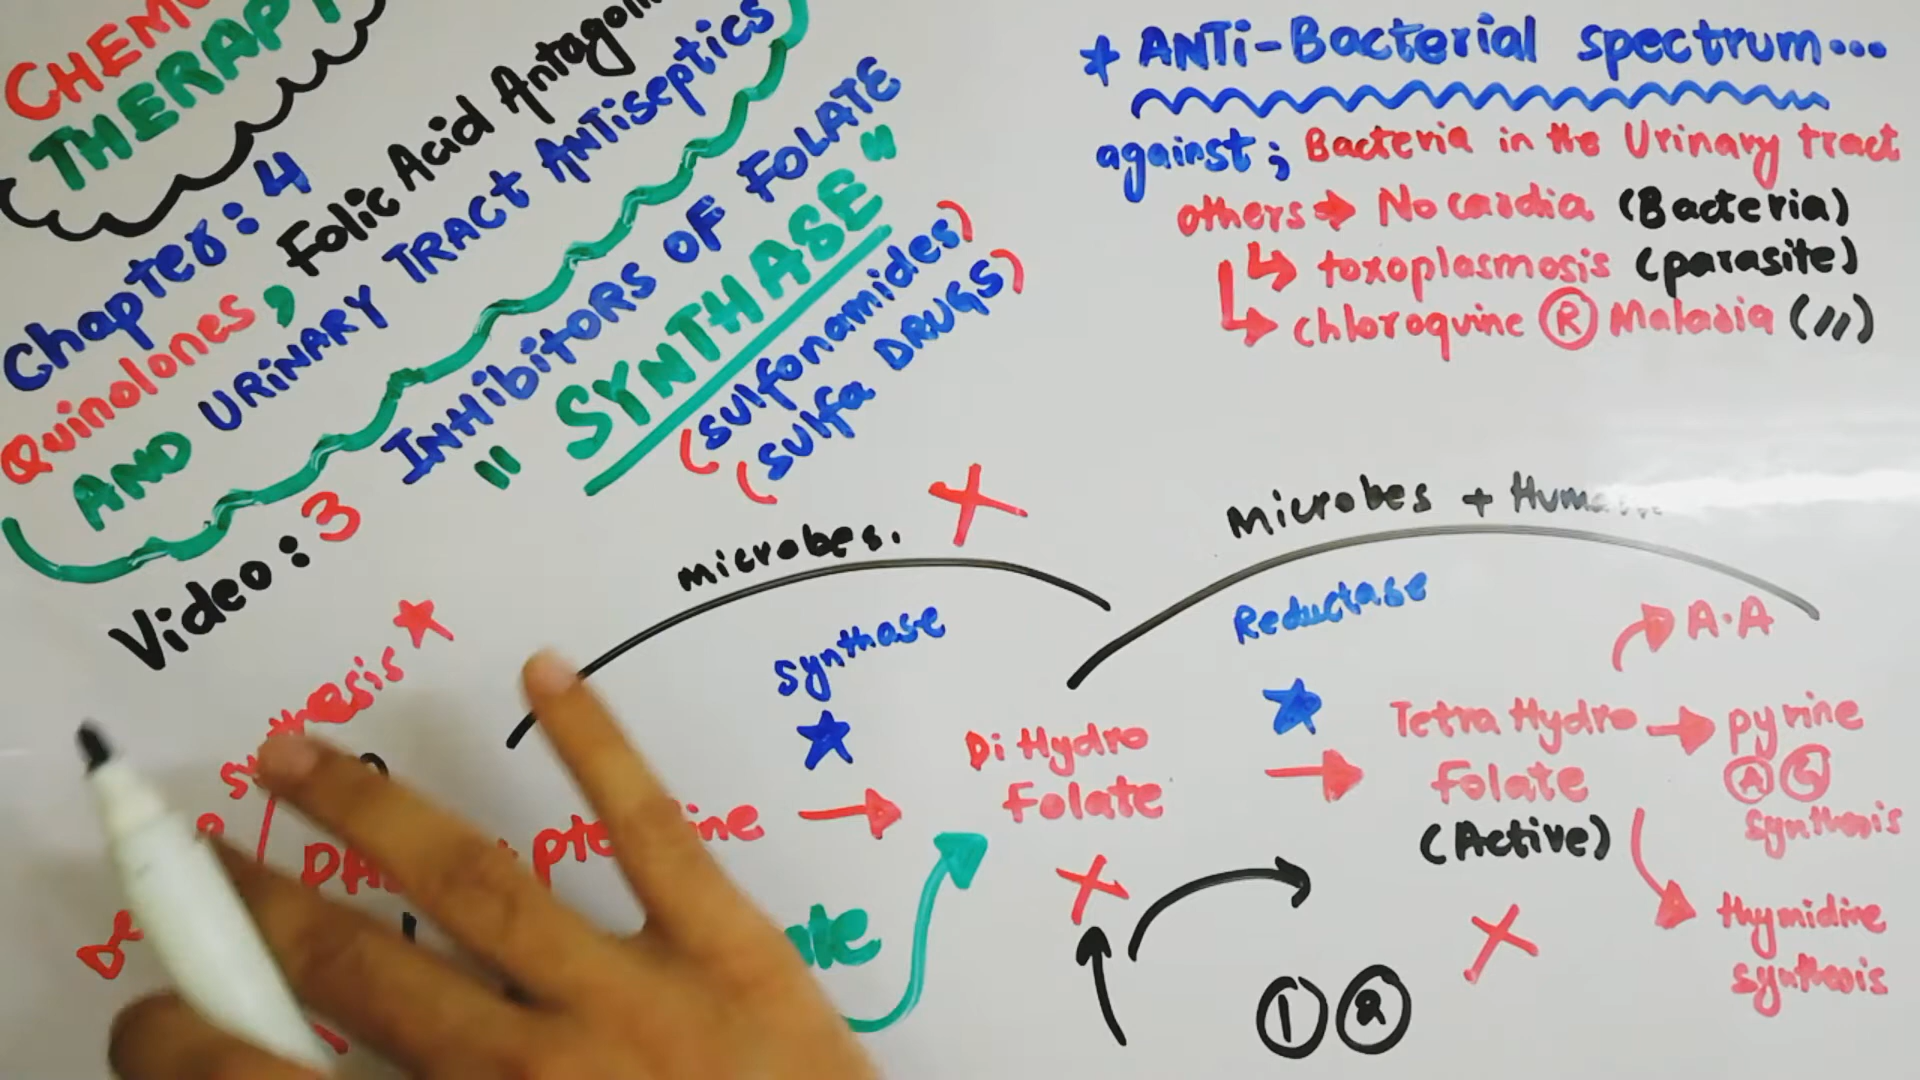 CHEMO
THERAPY
Chapter: 4
Quinolones, Folic Acid Antagon
AND URINARY TRACT ANTiseptics
INHibiTORS OF FOLATE
"SYNTHASE"
(sulfonamides)
(sulfa DRUGS)
Video: 3
* ANTi-Bacterial spectrum...
against; Bacteria in the Urinary tract
others → Nocardia (Bacteria)
↳ toxoplasmosis (parasite)
↳ chloroquine Ⓡ Malaria (//)
microbes.
Microbes + Huma
synthase
Reductase
→ A.A
synthesis
Di Hydro
Folate
Tetra Hydro
Folate
(Active)
→ pyrine
Ⓐ Ⓖ
synthesis
thymidine
synthesis
① ②